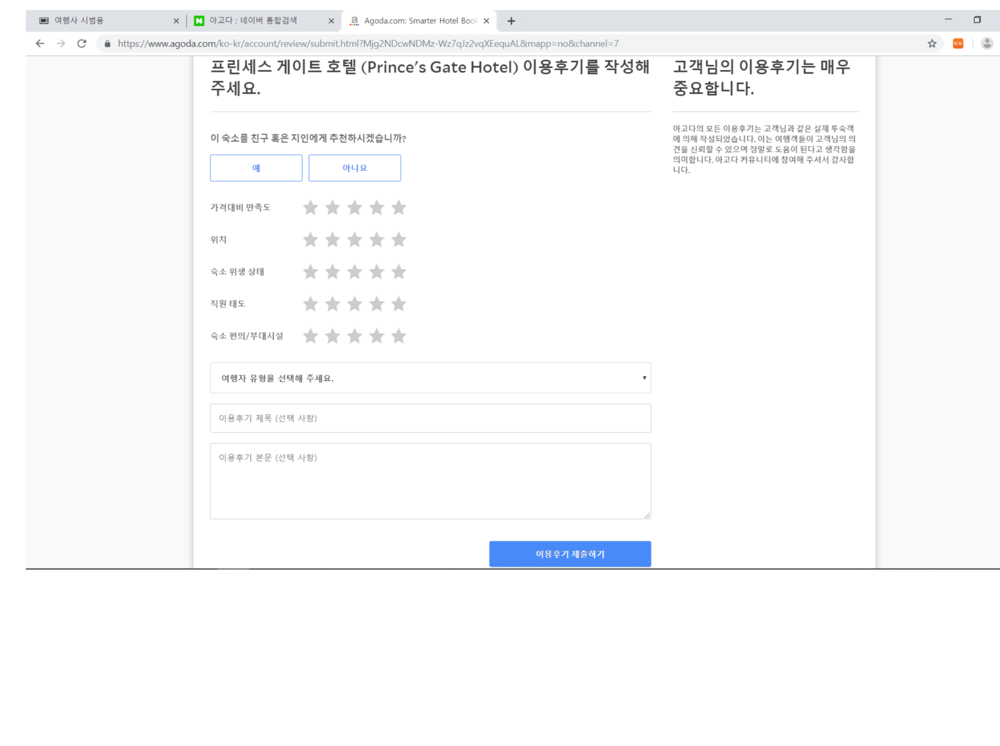 여행사 시범용
아고다 : 네이버 통합검색
Agoda.com: Smarter Hotel Book
https://www.agoda.com/ko-kr/account/review/submit.html?Mjg2NDcwNDMz-Wz7qJz2vqXEequAL&mapp=no&channel=7
EX
프린세스 게이트 호텔 (Prince's Gate Hotel) 이용후기를 작성해
주세요.
이 숙소를 친구 혹은 지인에게 추천하시겠습니까?
예
아니요
가격대비 만족도
위치
숙소 위생 상태
직원 태도
숙소 편의/부대시설
여행자 유형을 선택해 주세요.
이용후기 제목 (선택 사항)
이용후기 본문 (선택 사항)
이용후기 제출하기
고객님의 이용후기는 매우
중요합니다.
아고다의 모든 이용후기는 고객님과 같은 실제 투숙객
에 의해 작성되었습니다. 이는 여행객들이 고객님의 의
견을 신뢰할 수 있으며 정말로 도움이 된다고 생각함을
의미합니다. 아고다 커뮤니티에 참여해 주셔서 감사합
니다.